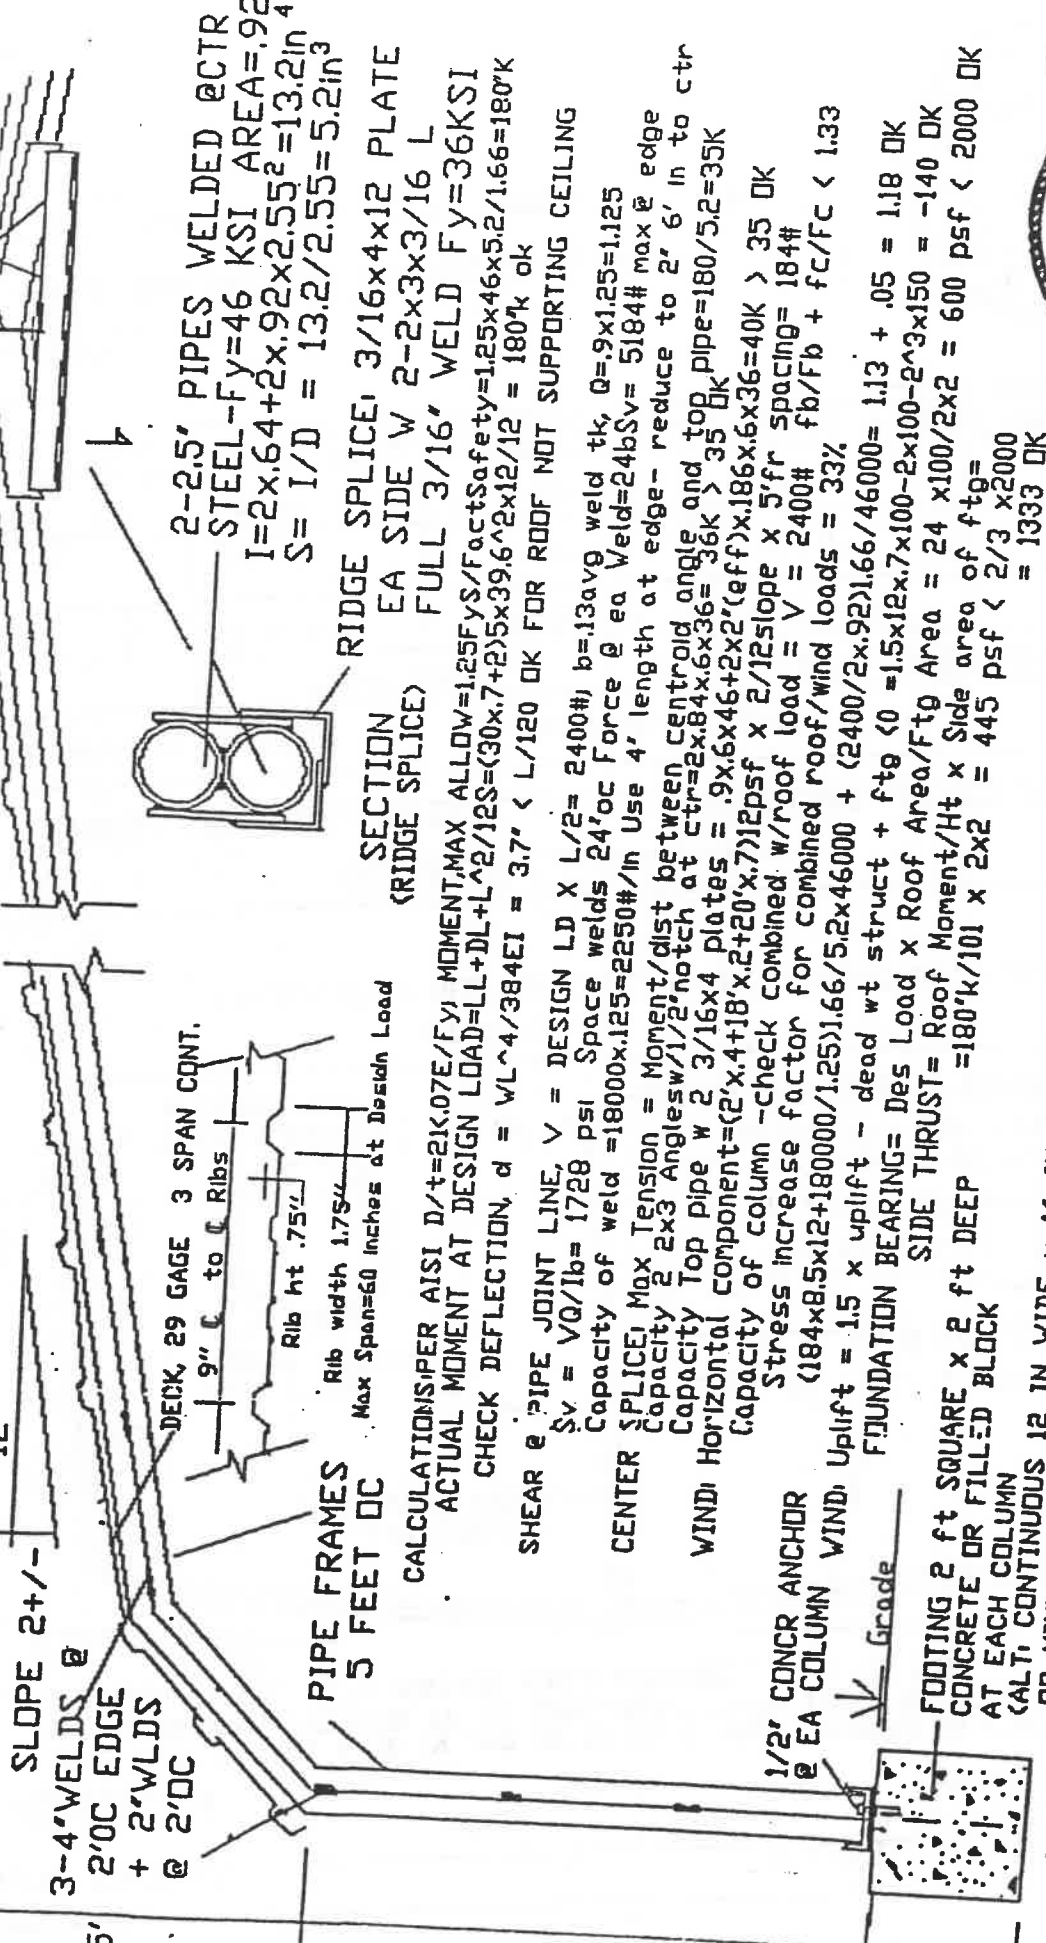 2-2.5" PIPES WELDED @CTR
STEEL-Fy=46 KSI AREA=.92
I=2x.64+2x.92x2.55²=13.2in⁴
S= I/D = 13.2/2.55=5.2in³
RIDGE SPLICE: 3/16x4x12 PLATE
EA SIDE W 2-2x3x3/16 L
FULL 3/16" WELD Fy=36KSI
SECTION
(RIDGE SPLICE)
SLOPE 2+/-
12
3-4"WELDS @
2'OC EDGE
+ 2"WLDS
@ 2'OC
5'
DECK, 29 GAGE 3 SPAN CONT.
9" ℄ to ℄ Ribs
Rib ht .75"
Rib width 1.75"
Max Span=60 inches at Design Load
PIPE FRAMES
5 FEET OC
CALCULATIONS:PER AISI D/t=21<.07E/Fy; MOMENT,MAX ALLOW=1.25FyS/FactSafety=1.25x46x5.2/1.66=180"K
ACTUAL MOMENT AT DESIGN LOAD=LL+DL+L^2/12S=(30x.7+2)5x39.6^2x12/12 = 180"k ok
CHECK DEFLECTION, d = WL^4/384EI = 3.7" < L/120 OK FOR ROOF NOT SUPPORTING CEILING
SHEAR @ PIPE JOINT LINE, V = DESIGN LD X L/2= 2400#; b=.13avg weld tk, Q=.9x1.25=1.125
Sv = VQ/Ib= 1728 psi Space welds 24"oc Force @ ea Weld=24bSv= 5184# max @ edge
Capacity of weld =18000x.125=2250#/in Use 4" length at edge- reduce to 2" 6' in to ctr
CENTER SPLICE: Max Tension = Moment/dist between centroid angle and top pipe=180/5.2=35K
Capacity 2 2x3 Anglesw/1/2"notch at ctr=2x.84x.6x36= 36K > 35 OK
Capacity Top pipe w 2 3/16x4 plates = .9x.6x46+2x2"(eff)x.186x.6x36=40K > 35 OK
WIND: Horizontal component=(2'x.4+18'x.2+20'x.7)12psf x 2/12slope x 5'fr spacing= 184#
Capacity of column -check combined w/roof load = V = 2400# fb/Fb + fc/Fc < 1.33
Stress increase factor for combined roof/wind loads = 33%
(184x8.5x12+180000/1.25)1.66/5.2x46000 + (2400/2x.92)1.66/46000= 1.13 + .05 = 1.18 OK
WIND: Uplift = 1.5 x uplift - dead wt struct + ftg <0 =1.5x12x.7x100-2x100-2^3x150 = -140 OK
FOUNDATION BEARING= Des Load x Roof Area/Ftg Area = 24 x100/2x2 = 600 psf < 2000 OK
SIDE THRUST= Roof Moment/Ht x Side area of ftg=
=180"k/101 x 2x2 = 445 psf < 2/3 x2000
= 1333 OK
1/2" CONCR ANCHOR
@ EA COLUMN
Grade
FOOTING 2 ft SQUARE x 2 ft DEEP
CONCRETE OR FILLED BLOCK
AT EACH COLUMN
(ALT: CONTINUOUS 12 IN WIDE